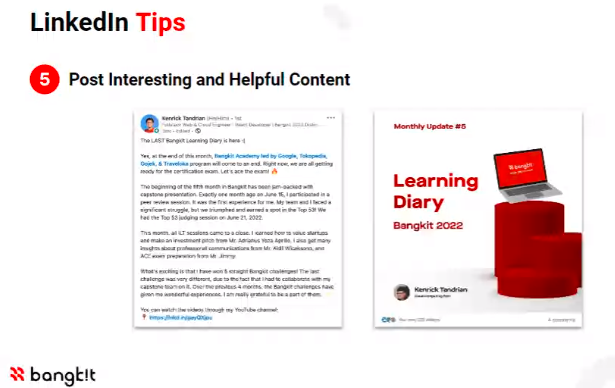 LinkedIn Tips
5 Post Interesting and Helpful Content
Kenrick Tandrian (He/Him) • 1st
The LAST Bangkit Learning Diary is here :(
Yes, at the end of this month, Bangkit Academy led by Google, Tokopedia,
Gojek, & Traveloka program will come to an end. Right now, we are all getting
ready for the certification exam. Let's ace the exam! 🔥
The beginning of the fifth month in Bangkit has been jam-packed with
capstone presentation. Exactly one month ago on June 15, I participated in a
peer review session. It was the first experience for me. My team and I faced a
significant struggle, but we triumphed and earned a spot in the Top 53! We
had the Top 53 judging session on June 21, 2022.
This month, all ILT sessions came to a close. I learned how to value startups
and make an investment pitch from Mr. Adrianus Yoza Aprilio. I also got many
insights about professional communications from Mr. Aldi Wicaksono, and
ACE exam preparation from Mr. Jimmy.
What's exciting is that I have won 5 straight Bangkit challenges! The last
challenge was very different, due to the fact that I had to collaborate with my
capstone team on it. Over the previous 4 months, the Bangkit challenges have
given me wonderful experiences. I am really grateful to be a part of them.
You can watch the videos through my YouTube channel:
Monthly Update #5
Learning
Diary
Bangkit 2022
bangkit
Kenrick Tandrian
bangk!t